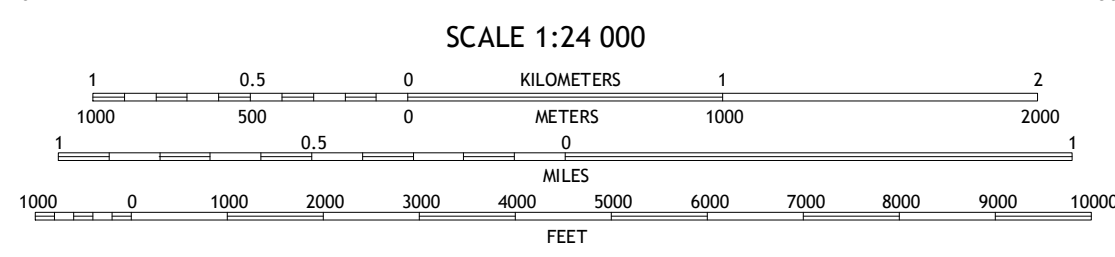 SCALE 1:24 000
1 0.5 0 KILOMETERS 1 2
1000 500 0 METERS 1000 2000
1 0.5 0 1
MILES
1000 0 1000 2000 3000 4000 5000 6000 7000 8000 9000 10000
FEET